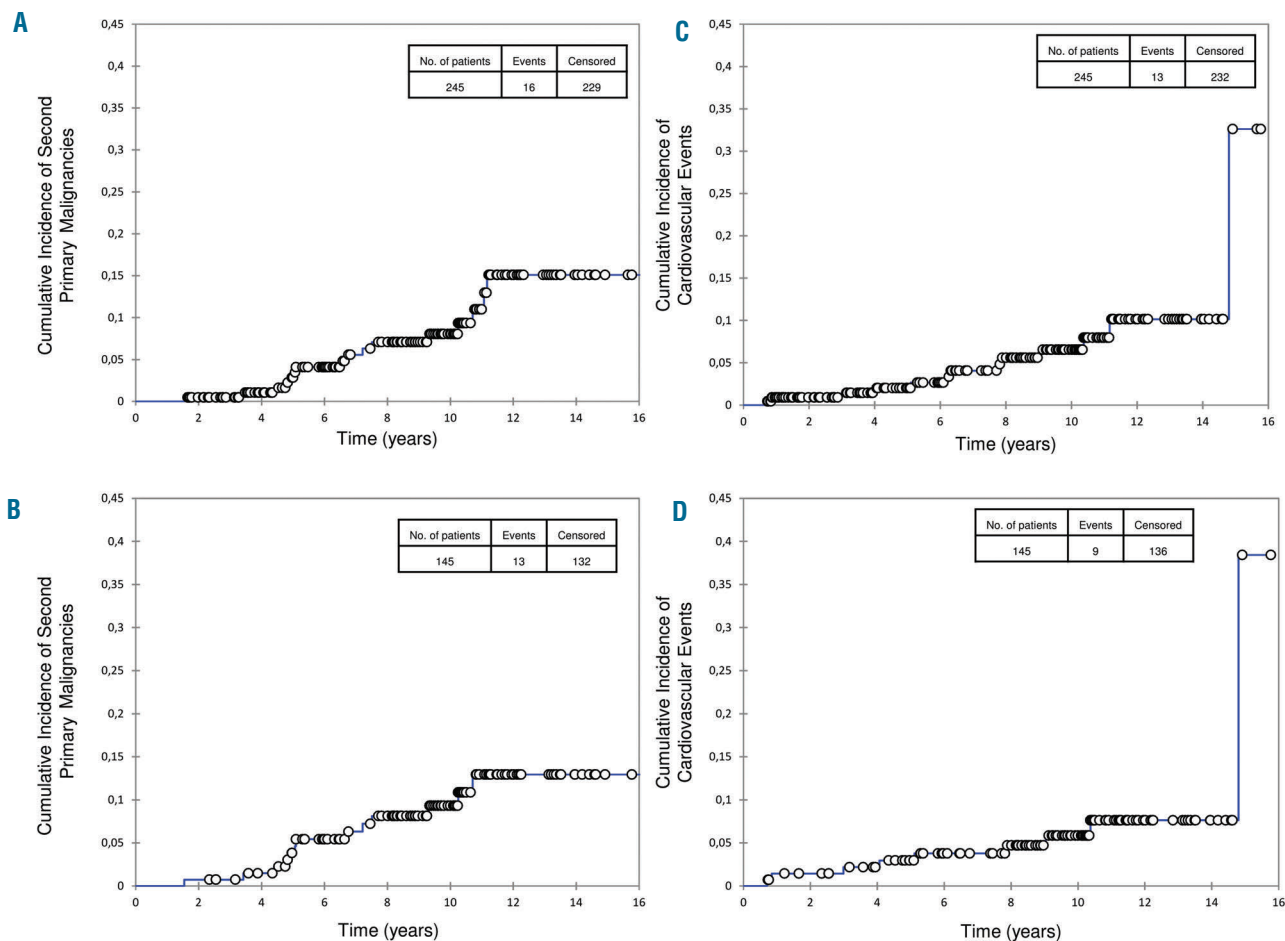 A
Cumulative Incidence of Second
Primary Malignancies
0,45
0,4
0,35
0,3
0,25
0,2
0,15
0,1
0,05
0
No. of patients Events Censored
245 16 229
0 2 4 6 8 10 12 14 16
Time (years)
C
Cumulative Incidence of
Cardiovascular Events
0,45
0,4
0,35
0,3
0,25
0,2
0,15
0,1
0,05
0
No. of patients Events Censored
245 13 232
0 2 4 6 8 10 12 14 16
Time (years)
B
Cumulative Incidence of Second
Primary Malignancies
0,45
0,4
0,35
0,3
0,25
0,2
0,15
0,1
0,05
0
No. of patients Events Censored
145 13 132
0 2 4 6 8 10 12 14 16
Time (years)
D
Cumulative Incidence of
Cardiovascular Events
0,45
0,4
0,35
0,3
0,25
0,2
0,15
0,1
0,05
0
No. of patients Events Censored
145 9 136
0 2 4 6 8 10 12 14 16
Time (years)